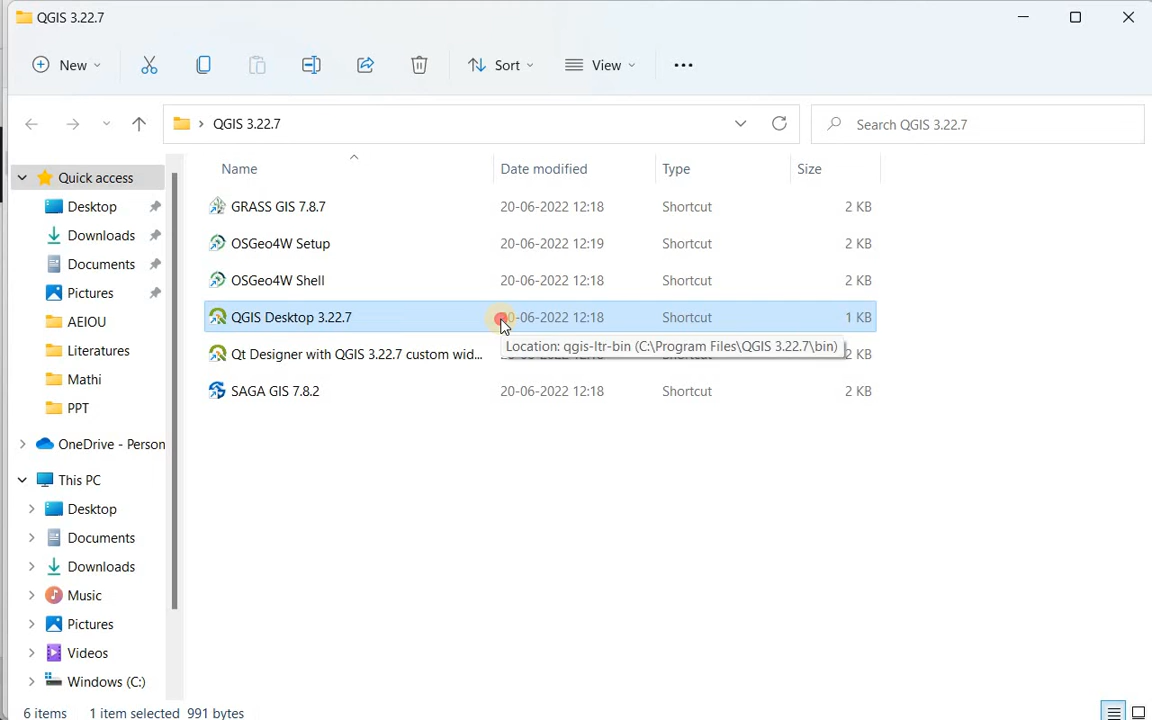 QGIS 3.22.7
New
Sort
View
QGIS 3.22.7
Search QGIS 3.22.7
Name Date modified Type Size
Quick access
Desktop
Downloads
Documents
Pictures
AEIOU
Literatures
Mathi
PPT
OneDrive - Person
This PC
Desktop
Documents
Downloads
Music
Pictures
Videos
Windows (C:)
GRASS GIS 7.8.7 20-06-2022 12:18 Shortcut 2 KB
OSGeo4W Setup 20-06-2022 12:19 Shortcut 2 KB
OSGeo4W Shell 20-06-2022 12:18 Shortcut 2 KB
QGIS Desktop 3.22.7 0-06-2022 12:18 Shortcut 1 KB
Location: qgis-ltr-bin (C:\Program Files\QGIS 3.22.7\bin)
Qt Designer with QGIS 3.22.7 custom wid... 2 KB
SAGA GIS 7.8.2 20-06-2022 12:18 Shortcut 2 KB
6 items 1 item selected 991 bytes